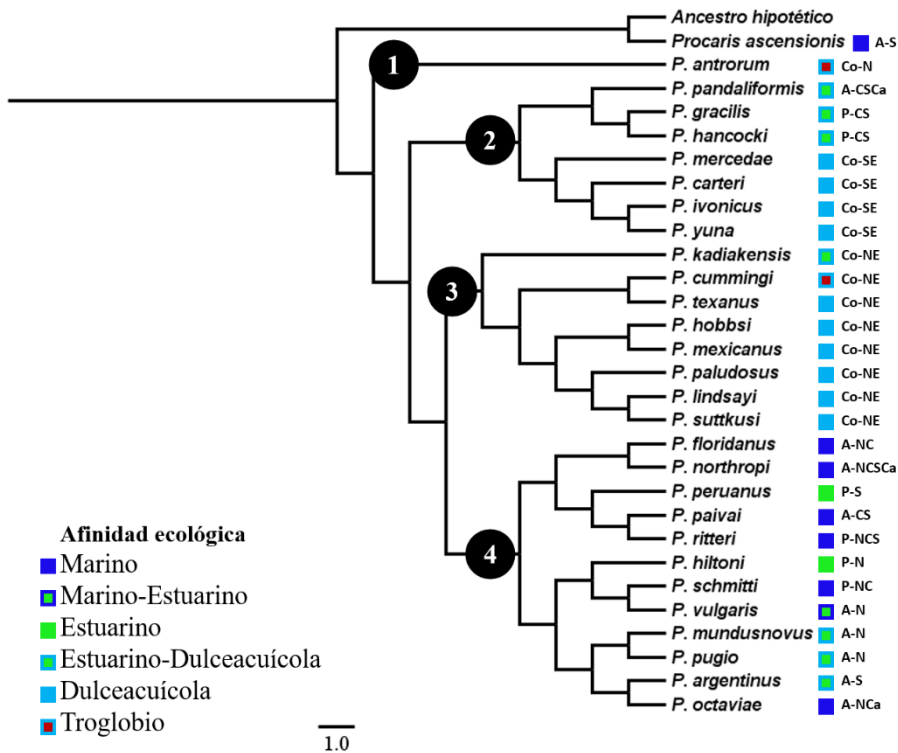 Ancestro hipotético
Procaris ascensionis A-S
1
P. antrorum Co-N
P. pandaliformis A-CSCa
P. gracilis P-CS
2
P. hancocki P-CS
P. mercedae Co-SE
P. carteri Co-SE
P. ivonicus Co-SE
P. yuna Co-SE
P. kadiakensis Co-NE
3
P. cummingi Co-NE
P. texanus Co-NE
P. hobbsi Co-NE
P. mexicanus Co-NE
P. paludosus Co-NE
P. lindsayi Co-NE
P. suttkusi Co-NE
P. floridanus A-NC
P. northropi A-NCSCa
P. peruanus P-S
P. paivai A-CS
P. ritteri P-NCS
4
P. hiltoni P-N
P. schmitti P-NC
P. vulgaris A-N
P. mundusnovus A-N
P. pugio A-N
P. argentinus A-S
P. octaviae A-NCa
Afinidad ecológica
Marino
Marino-Estuarino
Estuarino
Estuarino-Dulceacuícola
Dulceacuícola
Troglobio
1.0